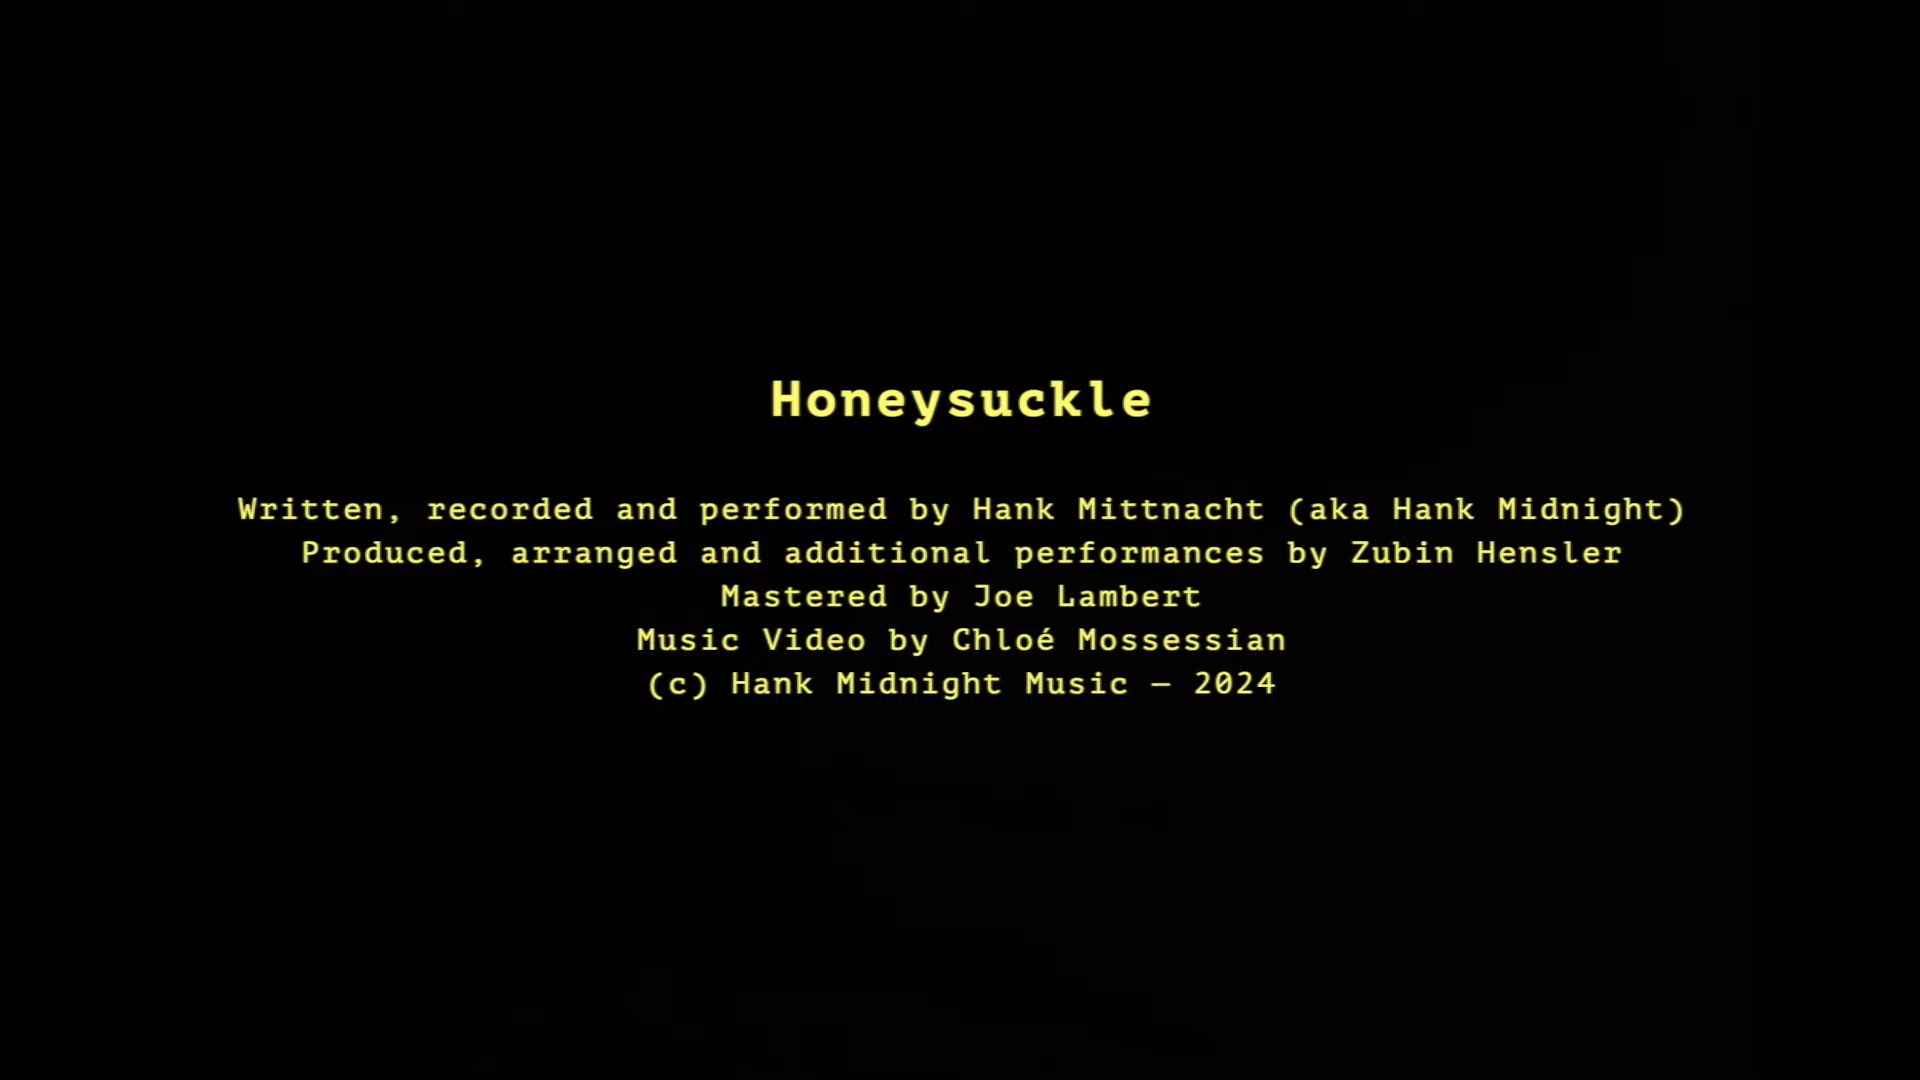 Honeysuckle
Written, recorded and performed by Hank Mittnacht (aka Hank Midnight)
Produced, arranged and additional performances by Zubin Hensler
Mastered by Joe Lambert
Music Video by Chloé Mossessian
(c) Hank Midnight Music – 2024